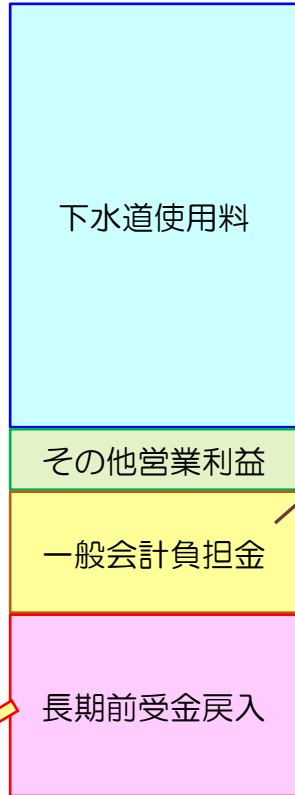 下水道使用料
その他営業利益
一般会計負担金
長期前受金戻入